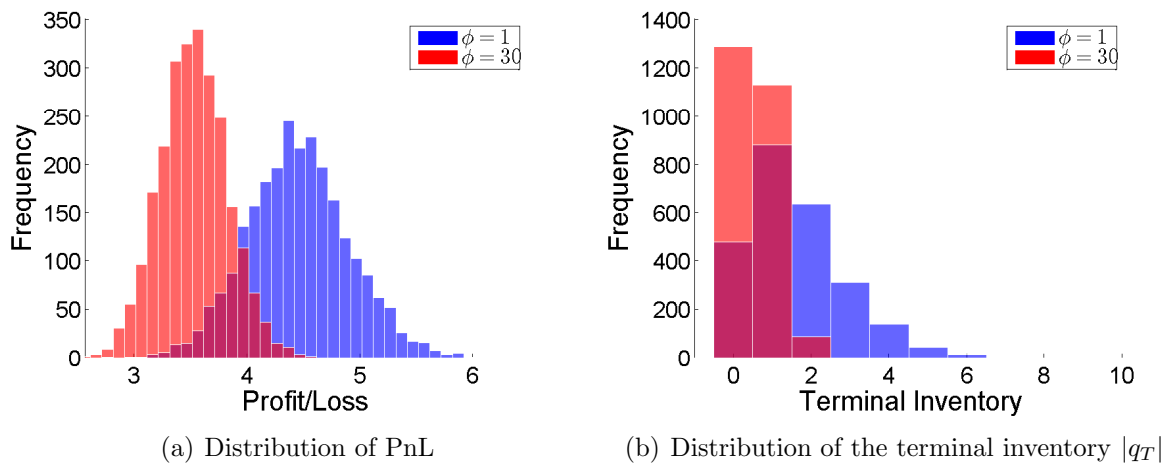 350
300
250
200
150
100
50
0
Frequency
3 4 5 6
Profit/Loss
ϕ = 1
ϕ = 30
(a) Distribution of PnL
1400
1200
1000
800
600
400
200
0
Frequency
0 2 4 6 8 10
Terminal Inventory
ϕ = 1
ϕ = 30
(b) Distribution of the terminal inventory |q_T|